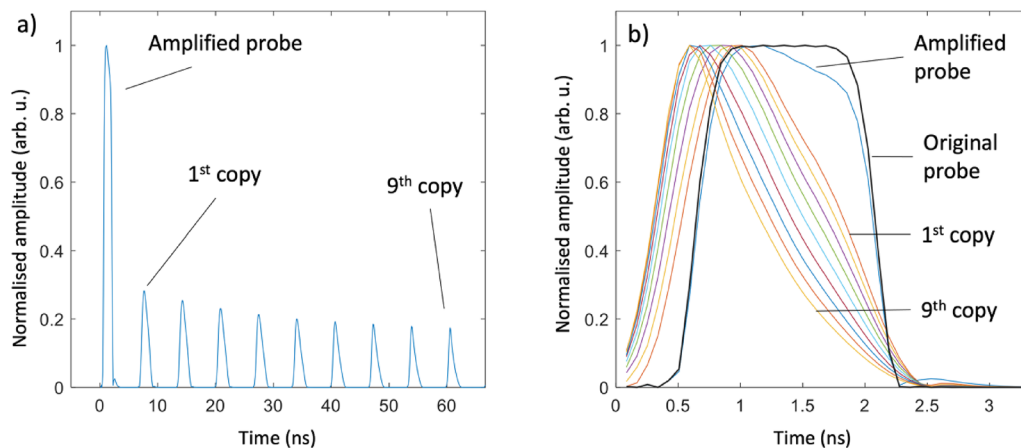 a)
Normalised amplitude (arb. u.)
1
0.8
0.6
0.4
0.2
0
Amplified probe
1st copy
9th copy
0
10
20
30
40
50
60
Time (ns)
b)
Normalised amplitude (arb. u.)
1
0.8
0.6
0.4
0.2
0
Amplified
probe
Original
probe
1st copy
9th copy
0
0.5
1
1.5
2
2.5
3
Time (ns)